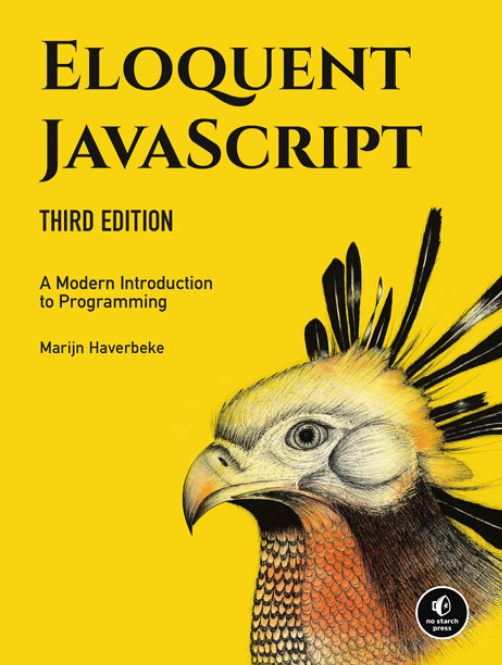 ELOQUENT
JAVASCRIPT
THIRD EDITION
A Modern Introduction
to Programming
Marijn Haverbeke
no starch
press